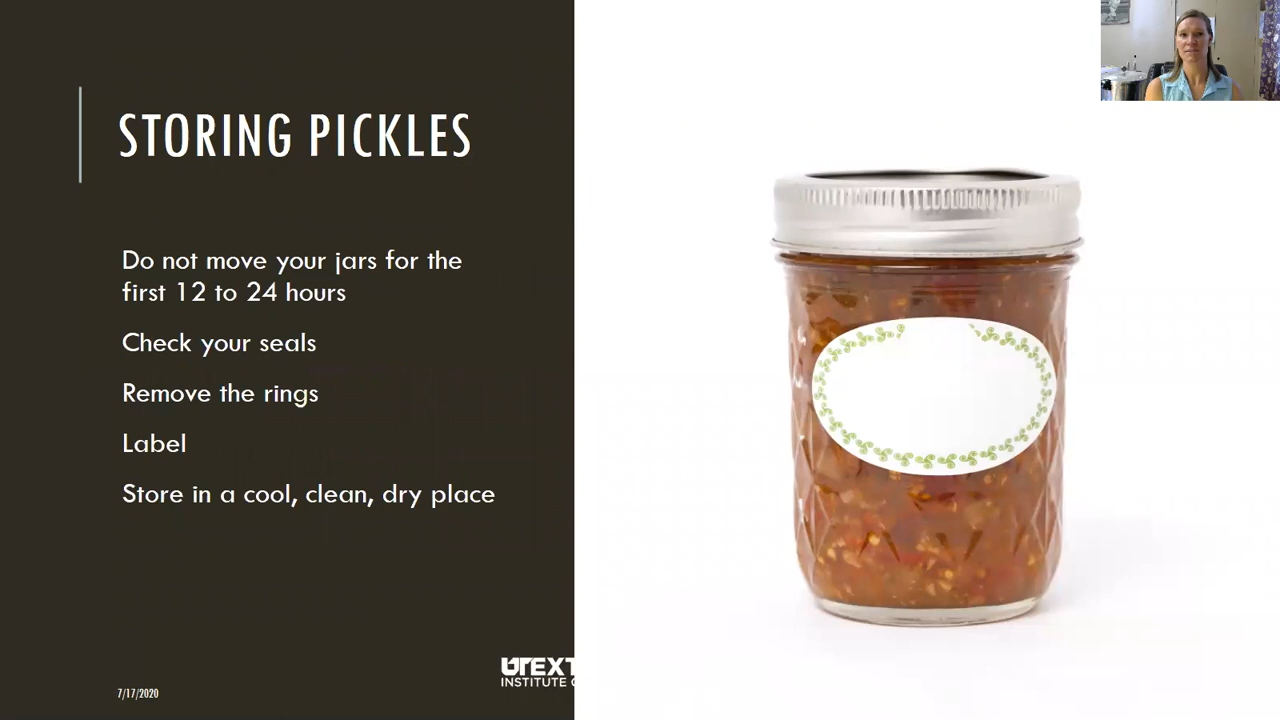 STORING PICKLES
Do not move your jars for the
first 12 to 24 hours
Check your seals
Remove the rings
Label
Store in a cool, clean, dry place
INSTITUTE
7/17/2020